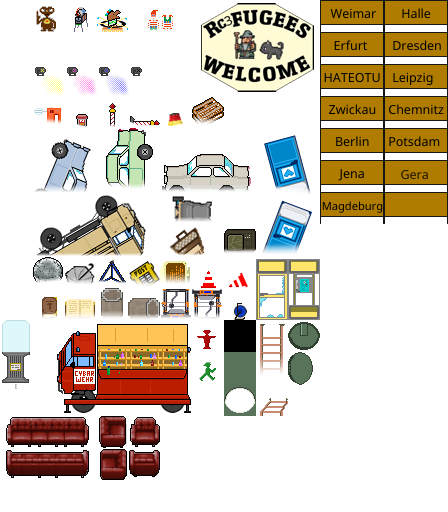 RC3FUGEES
WELCOME
Weimar Halle
Erfurt Dresden
HATEOTU Leipzig
Zwickau Chemnitz
Berlin Potsdam
Jena Gera
Magdeburg
CYBER
WEHR